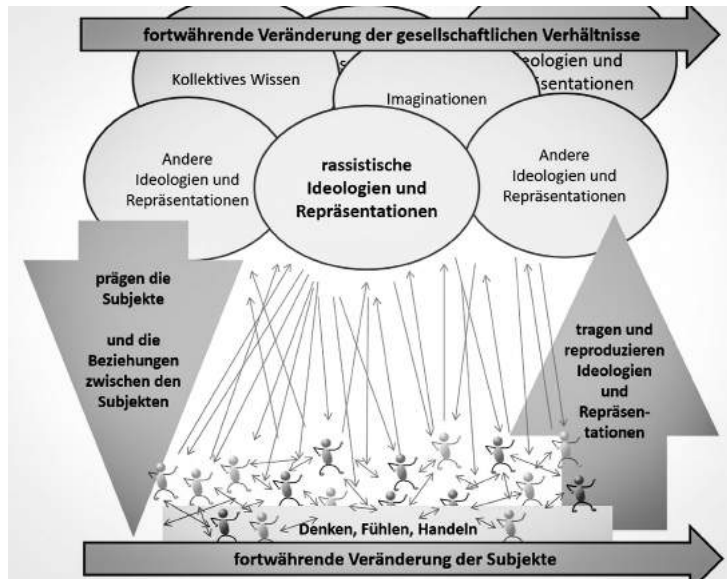 fortwährende Veränderung der gesellschaftlichen Verhältnisse
Kollektives Wissen
Imaginationen
Andere
Ideologien und
Repräsentationen
rassistische
Ideologien und
Repräsentationen
Andere
Ideologien und
Repräsentationen
prägen die
Subjekte
und die
Beziehungen
zwischen den
Subjekten
tragen und
reproduzieren
Ideologien
und
Repräsen-
tationen
Denken, Fühlen, Handeln
fortwährende Veränderung der Subjekte